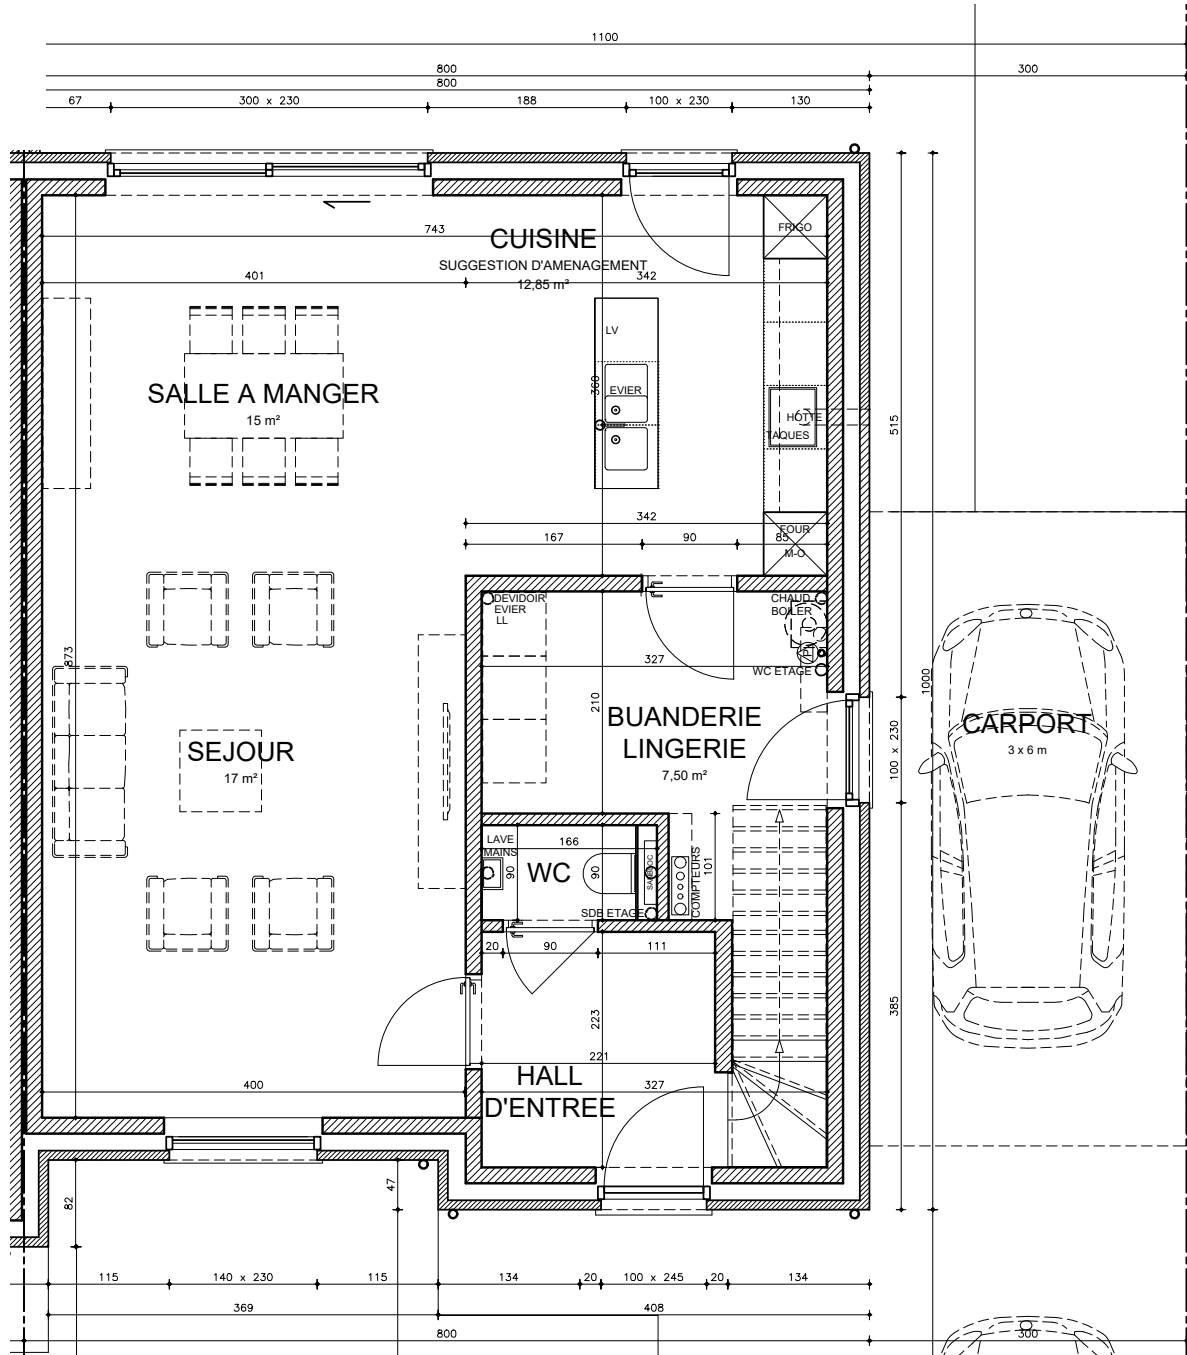 1100
800
300
800
67
300 x 230
188
100 x 230
130
743
CUISINE
SUGGESTION D'AMENAGEMENT
12,85 m²
401
342
FRIGO
LV
EVIER
360
HOTTE
TAQUES
SALLE A MANGER
15 m²
515
342
167
90
85
FOUR
M-O
DEVIDOIR
EVIER
LL
CHAUD
BOILER
WC ETAGE
327
873
210
BUANDERIE
LINGERIE
7,50 m²
SEJOUR
17 m²
1000
100 x 230
CARPORT
3 x 6 m
LAVE
MAINS
166
90
WC
90
SANIBLOC
COMPTEURS
101
SDB ETAGE
20
90
111
223
385
221
HALL
D'ENTREE
400
327
82
47
115
140 x 230
115
134
20
100 x 245
20
134
369
408
800
300